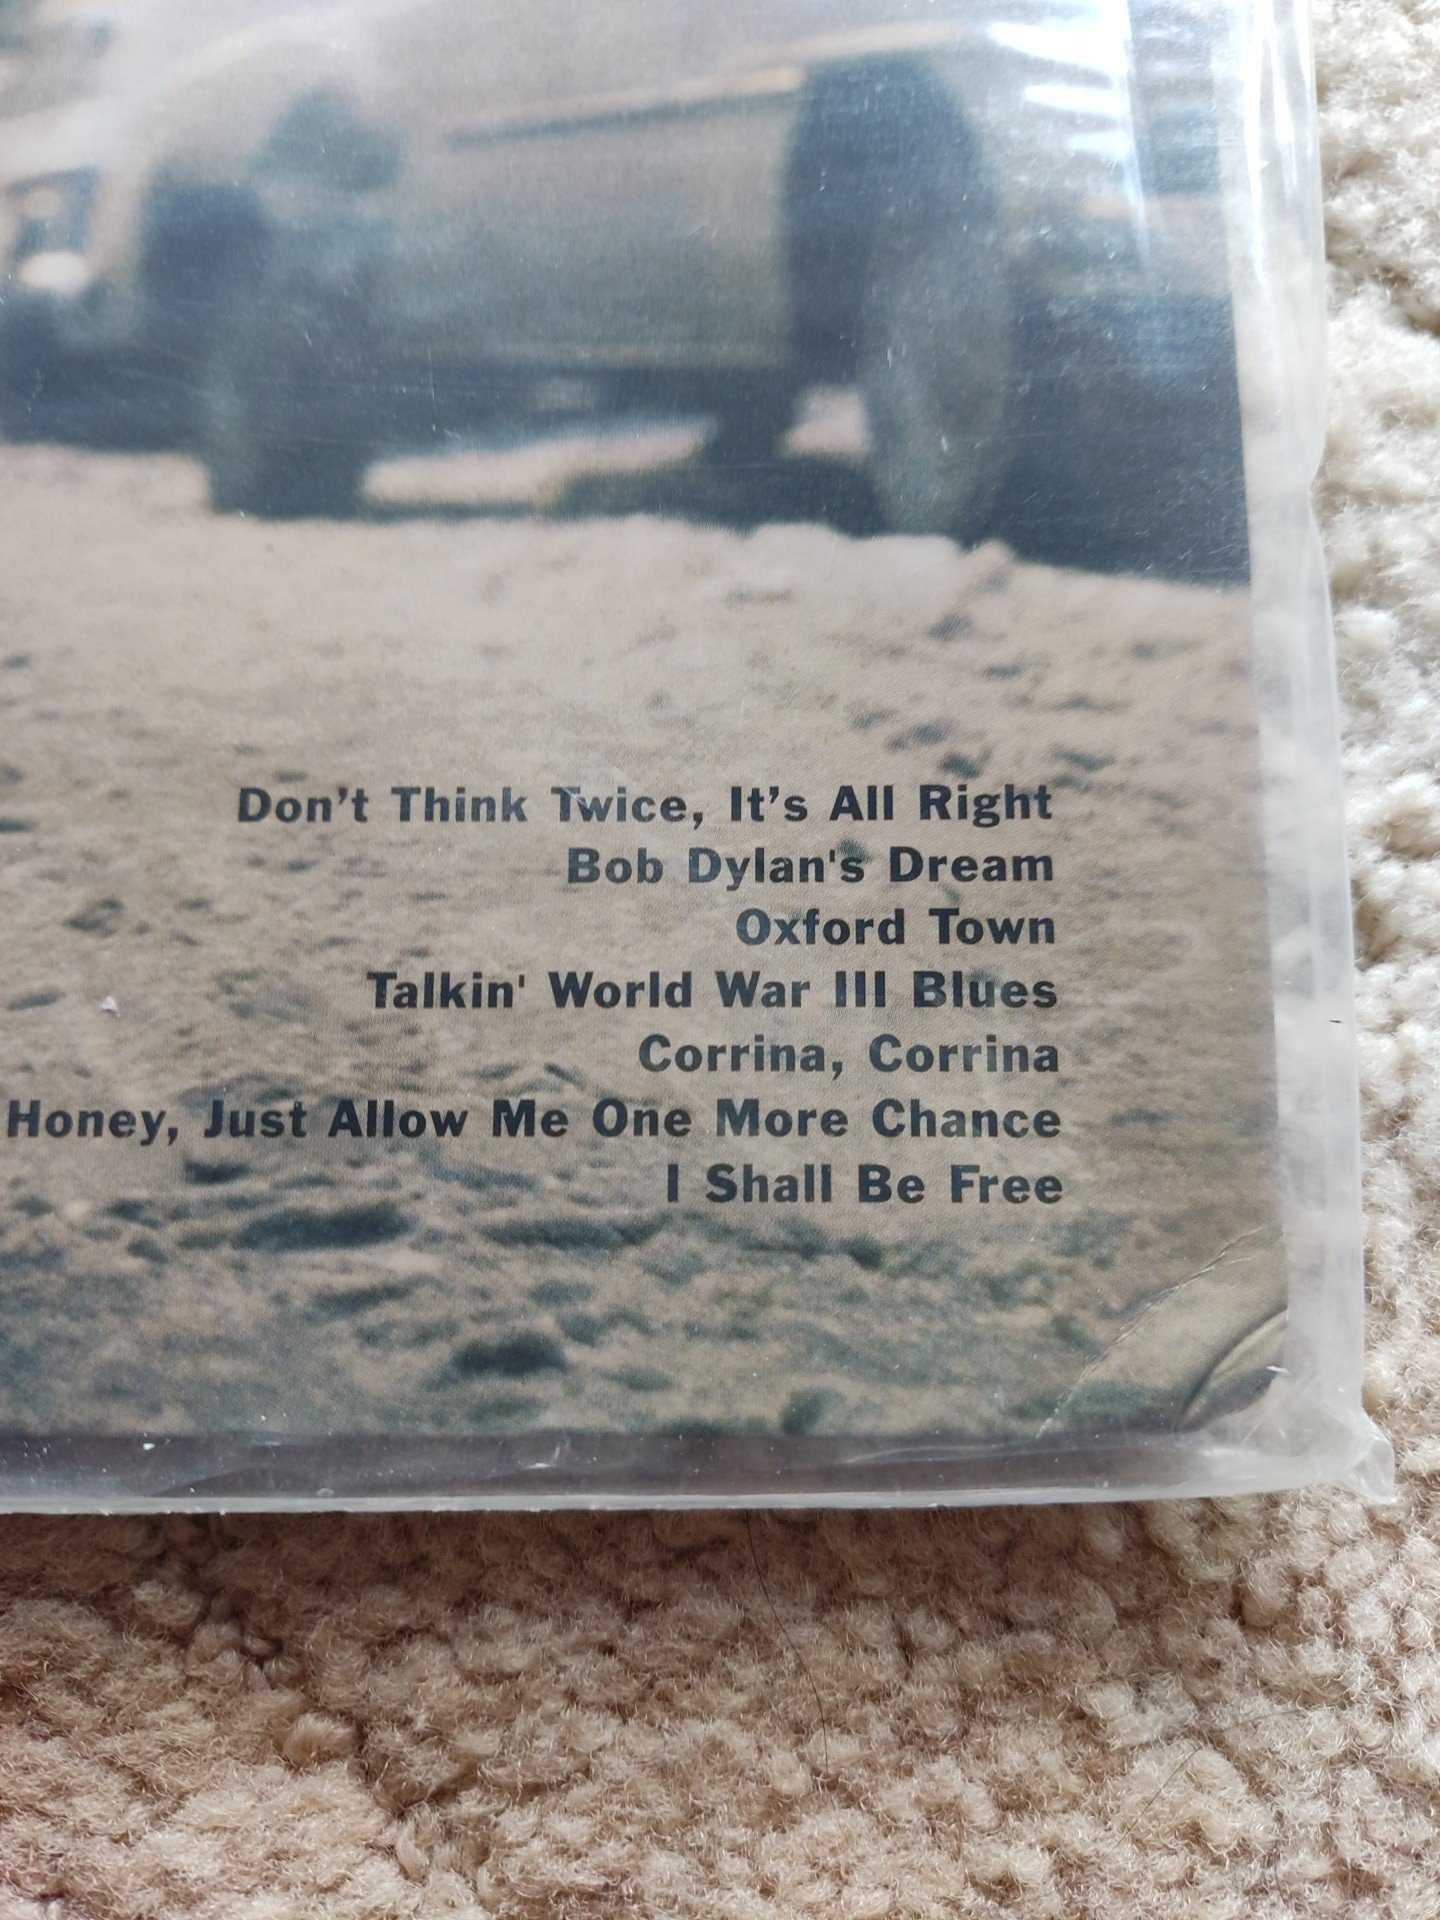 Don’t Think Twice, It’s All Right
Bob Dylan's Dream
Oxford Town
Talkin' World War III Blues
Corrina, Corrina
Honey, Just Allow Me One More Chance
I Shall Be Free